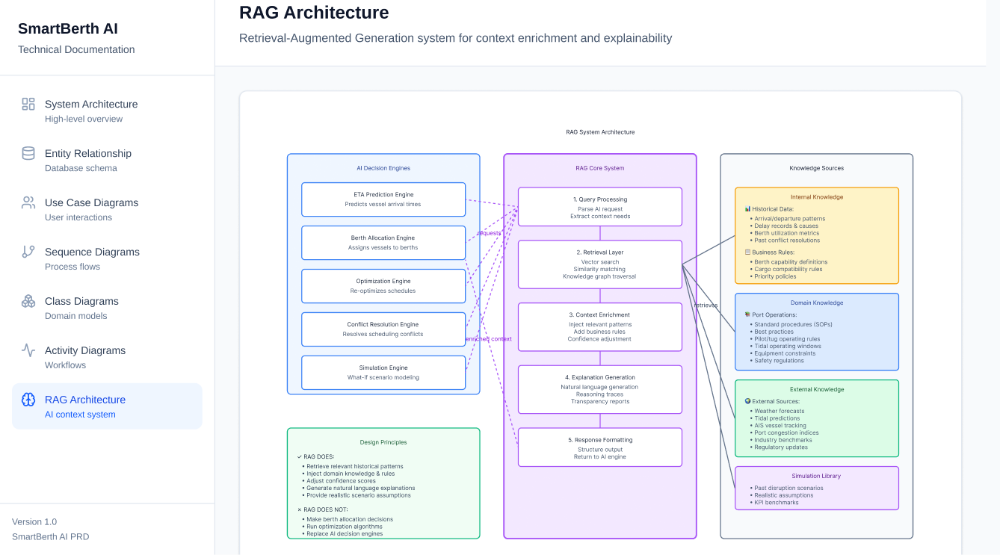 SmartBerth AI
Technical Documentation
System Architecture
High-level overview
Entity Relationship
Database schema
Use Case Diagrams
User interactions
Sequence Diagrams
Process flows
Class Diagrams
Domain models
Activity Diagrams
Workflows
RAG Architecture
AI context system
Version 1.0
SmartBerth AI PRD
RAG Architecture
Retrieval-Augmented Generation system for context enrichment and explainability
RAG System Architecture
AI Decision Engines
ETA Prediction Engine
Predicts vessel arrival times
Berth Allocation Engine
Assigns vessels to berths
Optimization Engine
Re-optimizes schedules
Conflict Resolution Engine
Resolves scheduling conflicts
Simulation Engine
What-if scenario modeling
requests
enriched context
Design Principles
✓ RAG DOES:
• Retrieve relevant historical patterns
• Inject domain knowledge & rules
• Adjust confidence scores
• Generate natural language explanations
• Provide realistic scenario assumptions
× RAG DOES NOT:
• Make berth allocation decisions
• Run optimization algorithms
• Replace AI decision engines
RAG Core System
1. Query Processing
Parse AI request
Extract context needs
2. Retrieval Layer
Vector search
Similarity matching
Knowledge graph traversal
3. Context Enrichment
Inject relevant patterns
Add business rules
Confidence adjustment
4. Explanation Generation
Natural language generation
Reasoning traces
Transparency reports
5. Response Formatting
Structure output
Return to AI engine
retrieves
Knowledge Sources
Internal Knowledge
📊 Historical Data:
• Arrival/departure patterns
• Delay records & causes
• Berth utilization metrics
• Past conflict resolutions
📋 Business Rules:
• Berth capability definitions
• Cargo compatibility rules
• Priority policies
Domain Knowledge
📚 Port Operations:
• Standard procedures (SOPs)
• Best practices
• Pilot/tug operating rules
• Tidal operating windows
• Equipment constraints
• Safety regulations
External Knowledge
🌍 External Sources:
• Weather forecasts
• Tidal predictions
• AIS vessel tracking
• Port congestion indices
• Industry benchmarks
• Regulatory updates
Simulation Library
• Past disruption scenarios
• Realistic assumptions
• KPI benchmarks